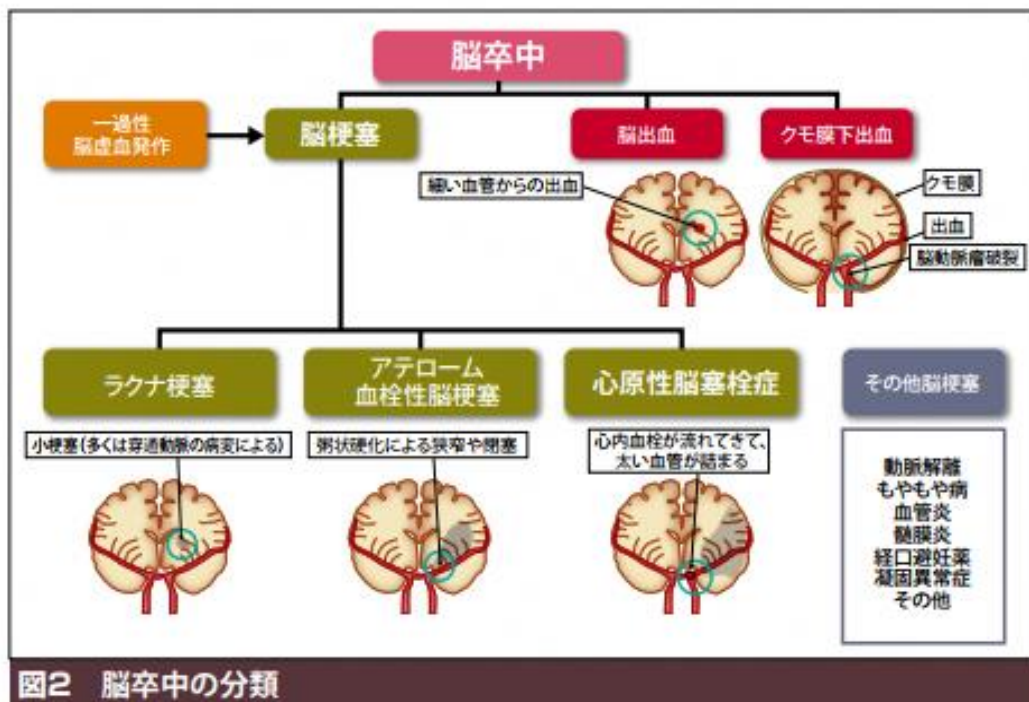 脳卒中
一過性
脳虚血発作
脳梗塞
脳出血
クモ膜下出血
細い血管からの出血
クモ膜
出血
脳動脈瘤破裂
ラクナ梗塞
アテローム
血栓性脳梗塞
心原性脳塞栓症
その他脳梗塞
小梗塞(多くは穿通動脈の病変による)
粥状硬化による狭窄や閉塞
心内血栓が流れてきて、
太い血管が詰まる
動脈解離
もやもや病
血管炎
髄膜炎
経口避妊薬
凝固異常症
その他
図2 脳卒中の分類